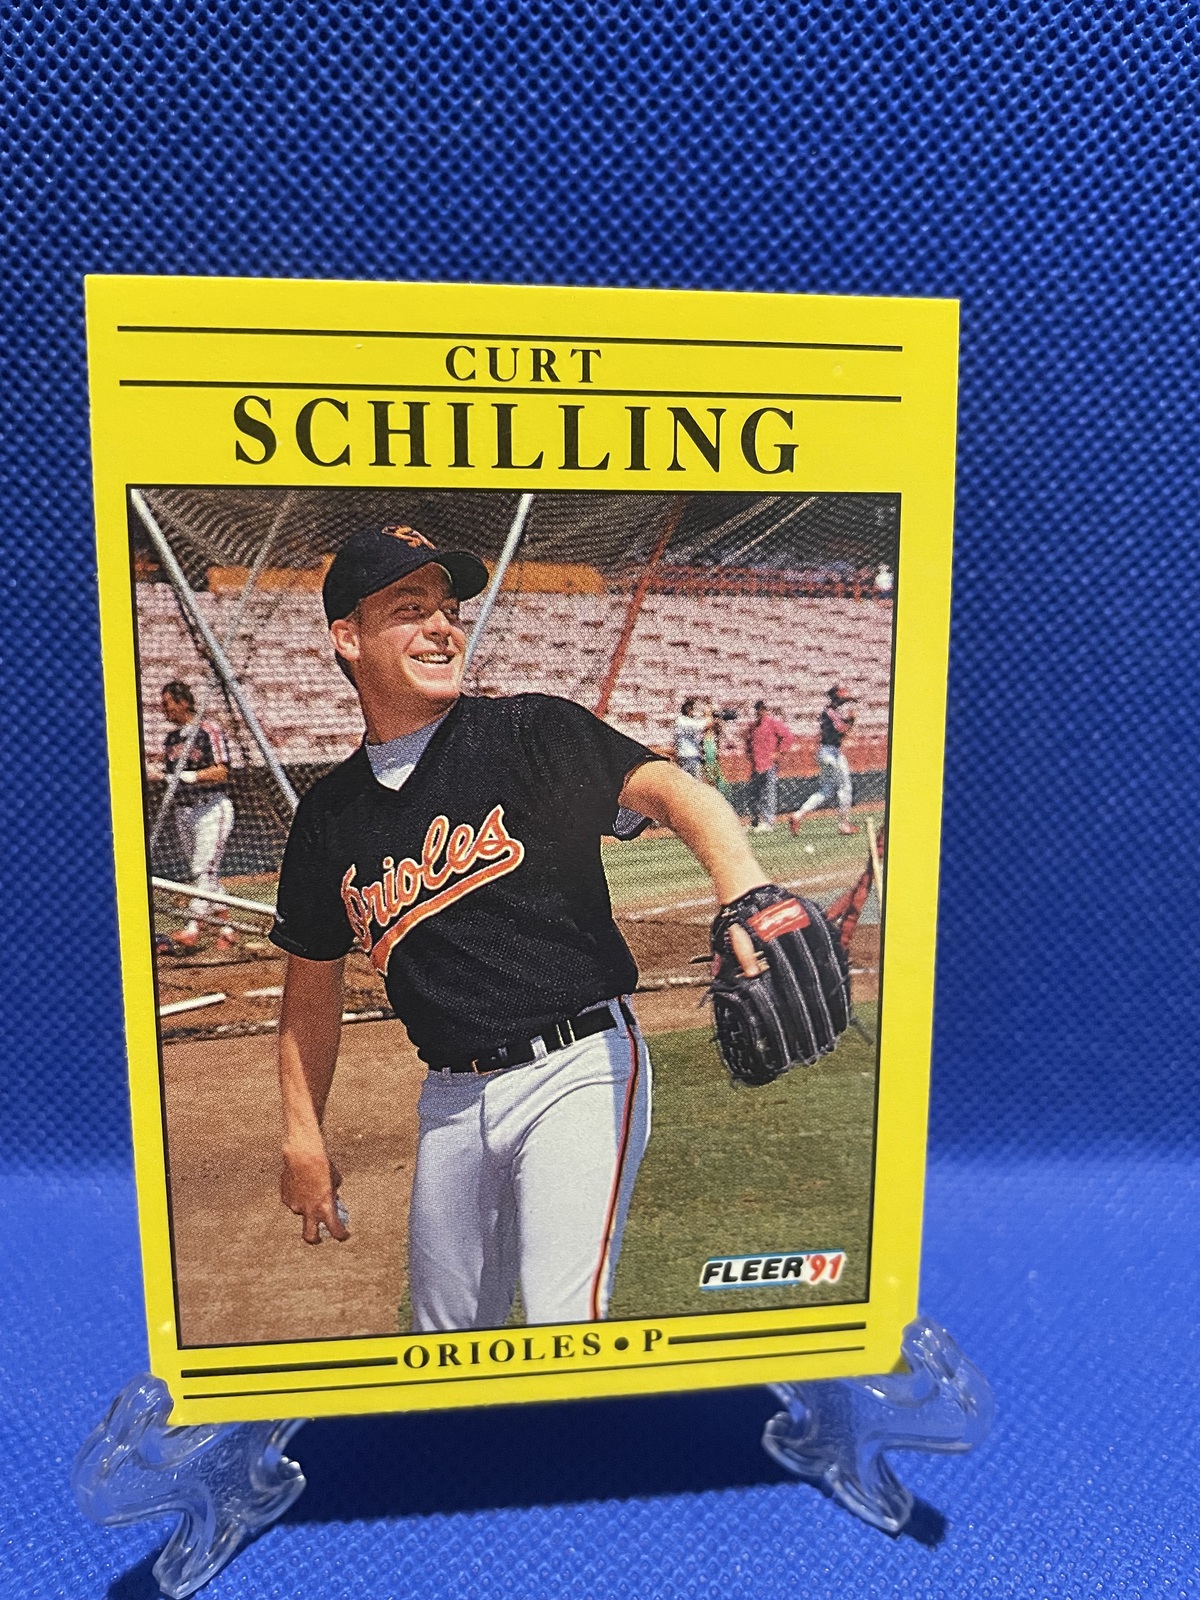 CURT
SCHILLING
Orioles
FLEER '91
ORIOLES • P